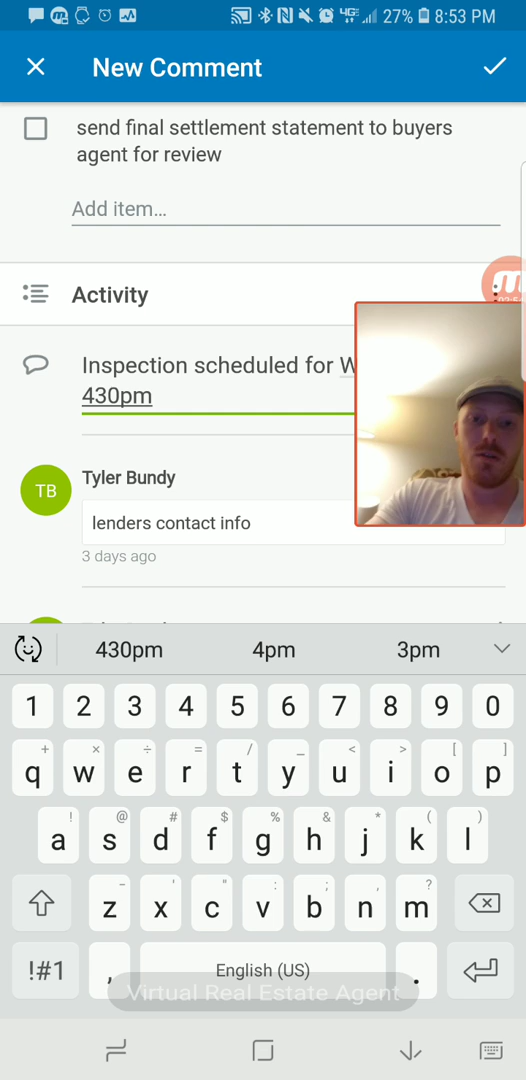 4GE 27% 8:53 PM
New Comment
send final settlement statement to buyers
agent for review
Add item...
Activity
Inspection scheduled for W
430pm
TB
Tyler Bundy
lenders contact info
3 days ago
430pm 4pm 3pm
1 2 3 4 5 6 7 8 9 0
+ × ÷ = / _ < > [ ]
q w e r t y u i o p
! @ # $ % & * ( )
a s d f g h j k l
- ' " : ; , ?
z x c v b n m
!#1 , English (US) .
Virtual Real Estate Agent